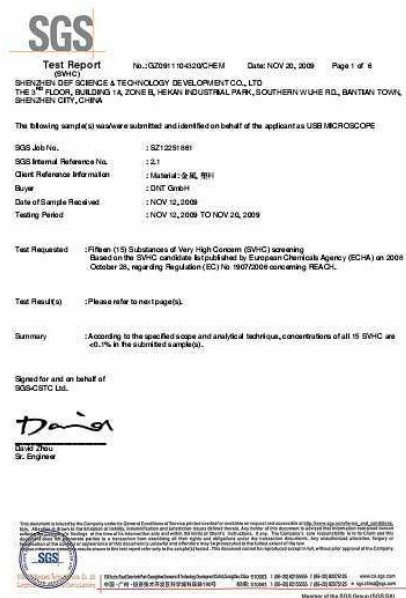 SGS
Test Report No.:GZ0911104320/CHEM Date: NOV 20, 2009 Page 1 of 6
(SVHC)
SHENZHEN DEF SCIENCE & TECHNOLOGY DEVELOPMENT CO., LTD
THE 3RD FLOOR, BUILDING 1A, ZONE B, HEKAN INDUSTRIAL PARK, SOUTHERN WUHE RD., BANTIAN TOWN,
SHENZHEN CITY, CHINA
The following sample(s) was/were submitted and identified on behalf of the applicant as USB MICROSCOPE
SGS Job No. : SZ12251861
SGS Internal Reference No. : 2.1
Client Reference Information : Material:金属, 塑料
Buyer : DNT GmbH
Date of Sample Received : NOV 12, 2009
Testing Period : NOV 12, 2009 TO NOV 20, 2009
Test Requested : Fifteen (15) Substances of Very High Concern (SVHC) screening
Based on the SVHC candidate list published by European Chemicals Agency (ECHA) on 2008
October 28, regarding Regulation (EC) No 1907/2006 concerning REACH.
Test Result(s) : Please refer to next page(s).
Summary : According to the specified scope and analytical technique, concentrations of all 15 SVHC are
<0.1% in the submitted sample(s).
Signed for and on behalf of
SGS-CSTC Ltd.
David
David Zhou
Sr. Engineer
SGS
www.cn.sgs.com
Member of the SGS Group (SGS SA)